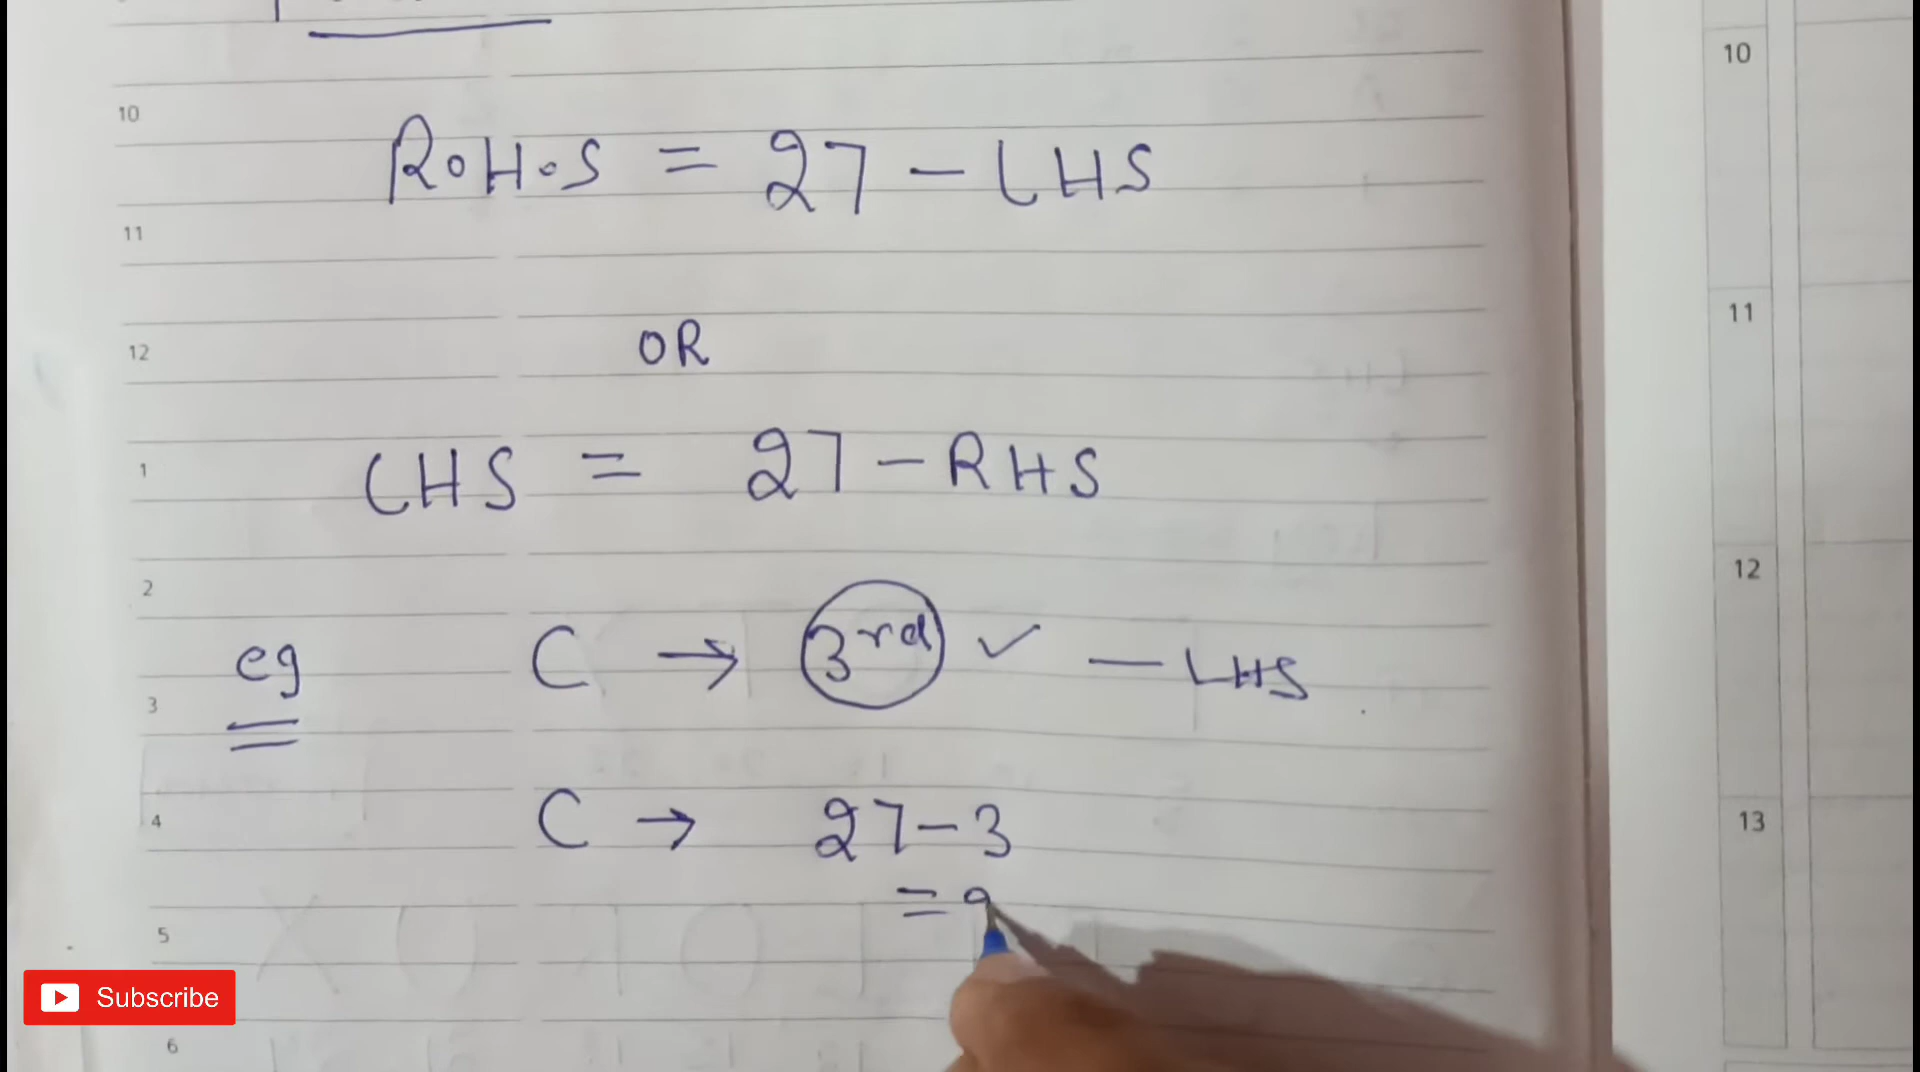 10
R.H.S = 27 - LHS
11
12
OR
1
LHS = 27 - RHS
2
eg C → 3rd ✓ - LHS
3
C → 27 - 3
4
=
5
6
10
11
12
13
Subscribe